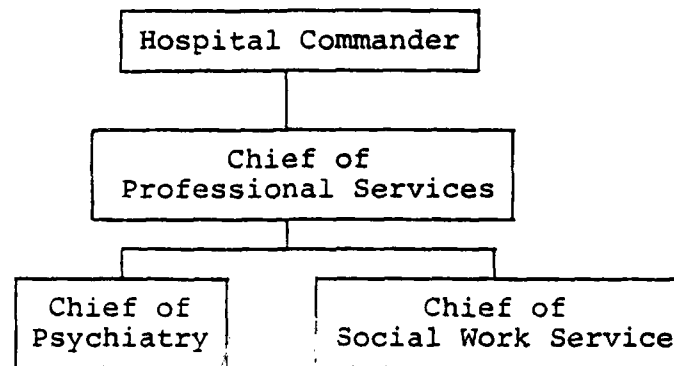 Hospital Commander
Chief of
Professional Services
Chief of
Psychiatry
Chief of
Social Work Service